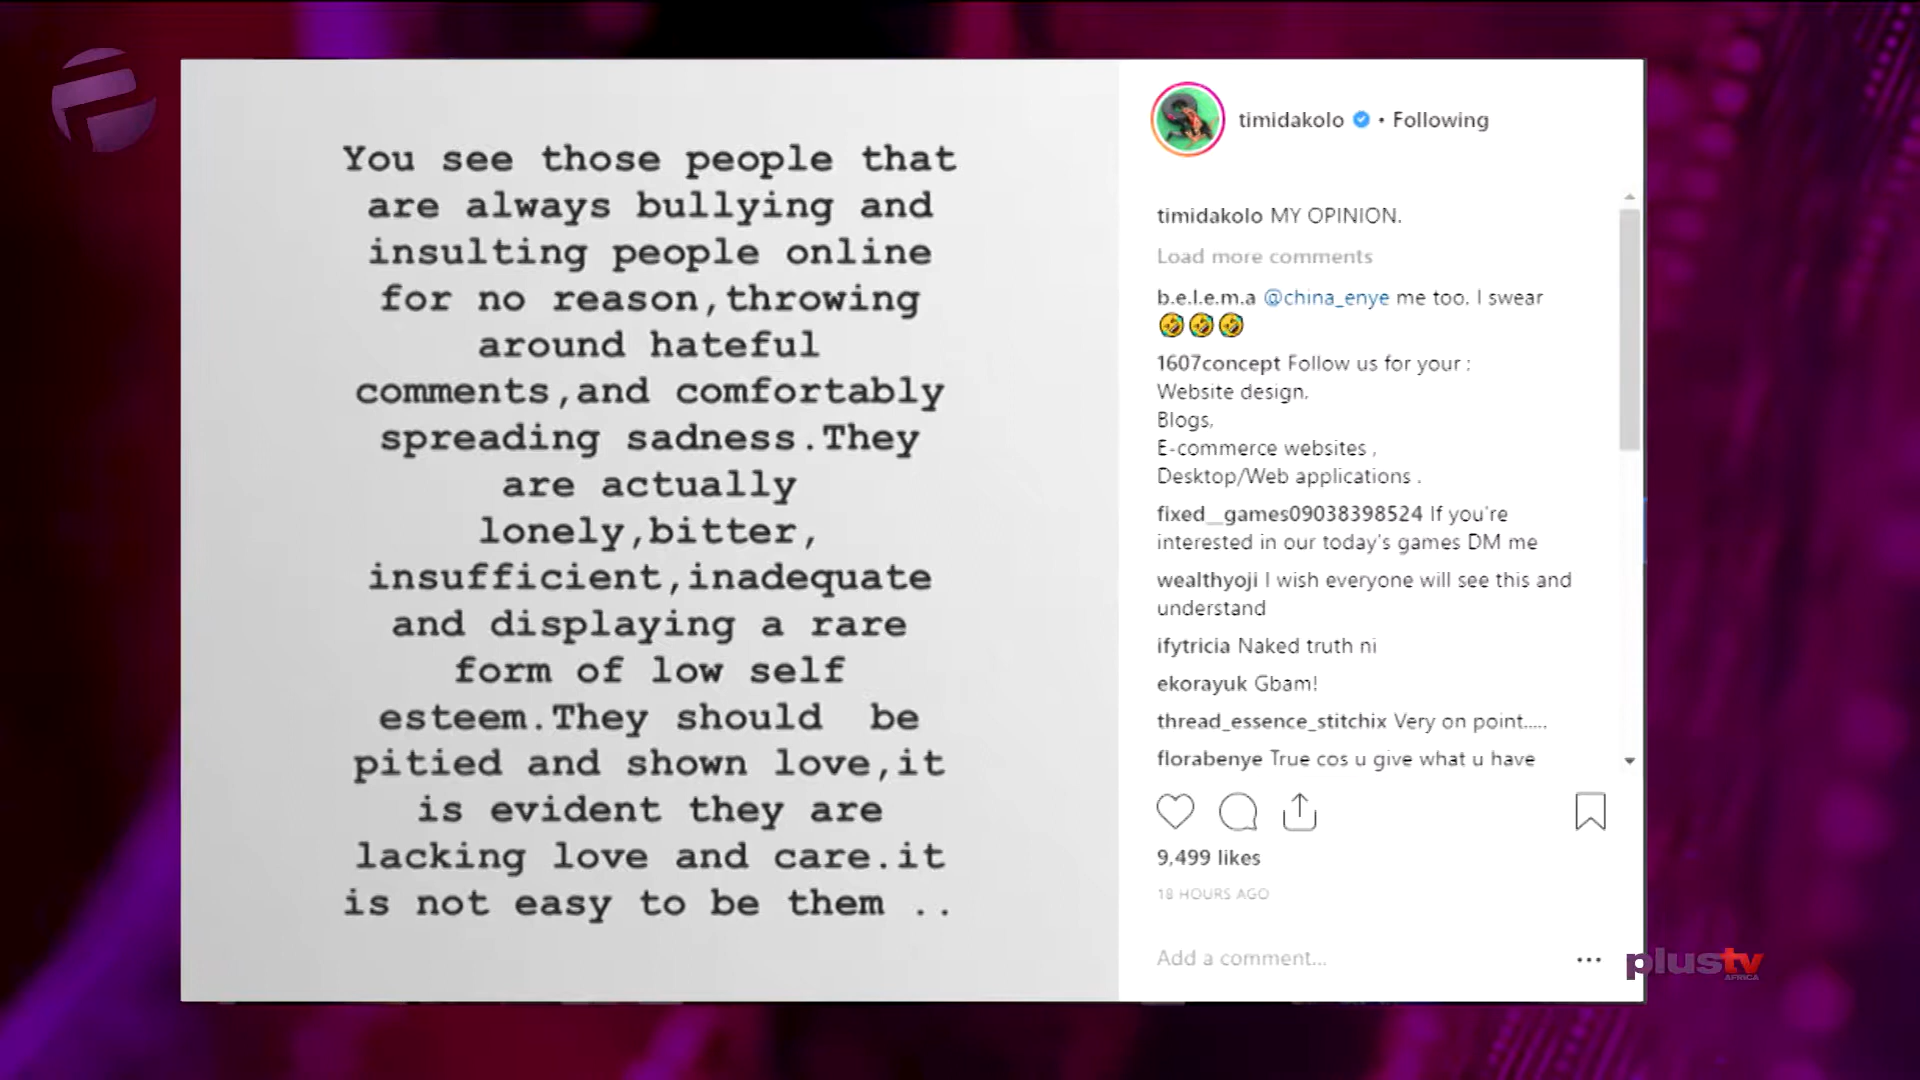 You see those people that
are always bullying and
insulting people online
for no reason,throwing
around hateful
comments,and comfortably
spreading sadness.They
are actually
lonely,bitter,
insufficient,inadequate
and displaying a rare
form of low self
esteem.They should  be
pitied and shown love,it
is evident they are
lacking love and care.it
is not easy to be them ..
timidakolo • Following
timidakolo MY OPINION.
Load more comments
b.e.l.e.m.a @china_enye me too. I swear
🤣🤣🤣
1607concept Follow us for your :
Website design,
Blogs,
E-commerce websites ,
Desktop/Web applications .
fixed__games09038398524 If you're
interested in our today's games DM me
wealthyoji I wish everyone will see this and
understand
ifytricia Naked truth ni
ekorayuk Gbam!
thread_essence_stitchix Very on point.....
florabenye True cos u give what u have
9,499 likes
18 HOURS AGO
Add a comment...
plustv
AFRICA